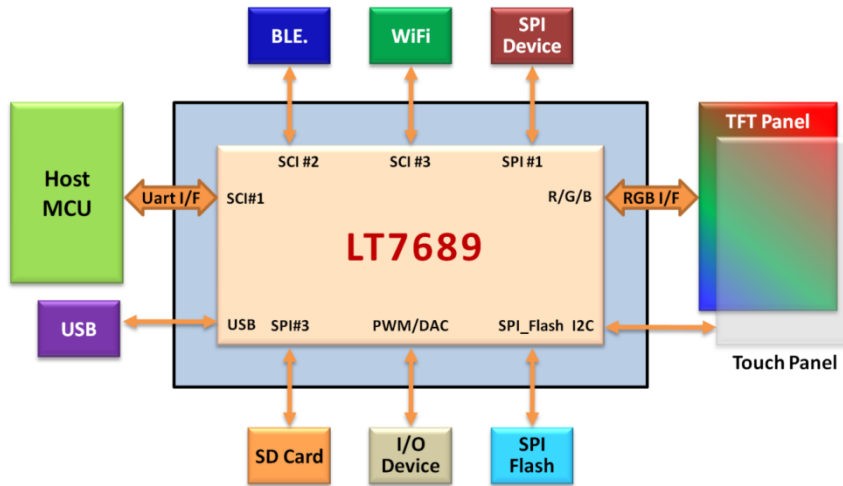 BLE.
WiFi
SPI
Device
TFT Panel
SCI #2
SCI #3
SPI #1
Host
MCU
Uart I/F
SCI#1
R/G/B
RGB I/F
LT7689
USB
USB
SPI#3
PWM/DAC
SPI_Flash
I2C
Touch Panel
SD Card
I/O
Device
SPI
Flash